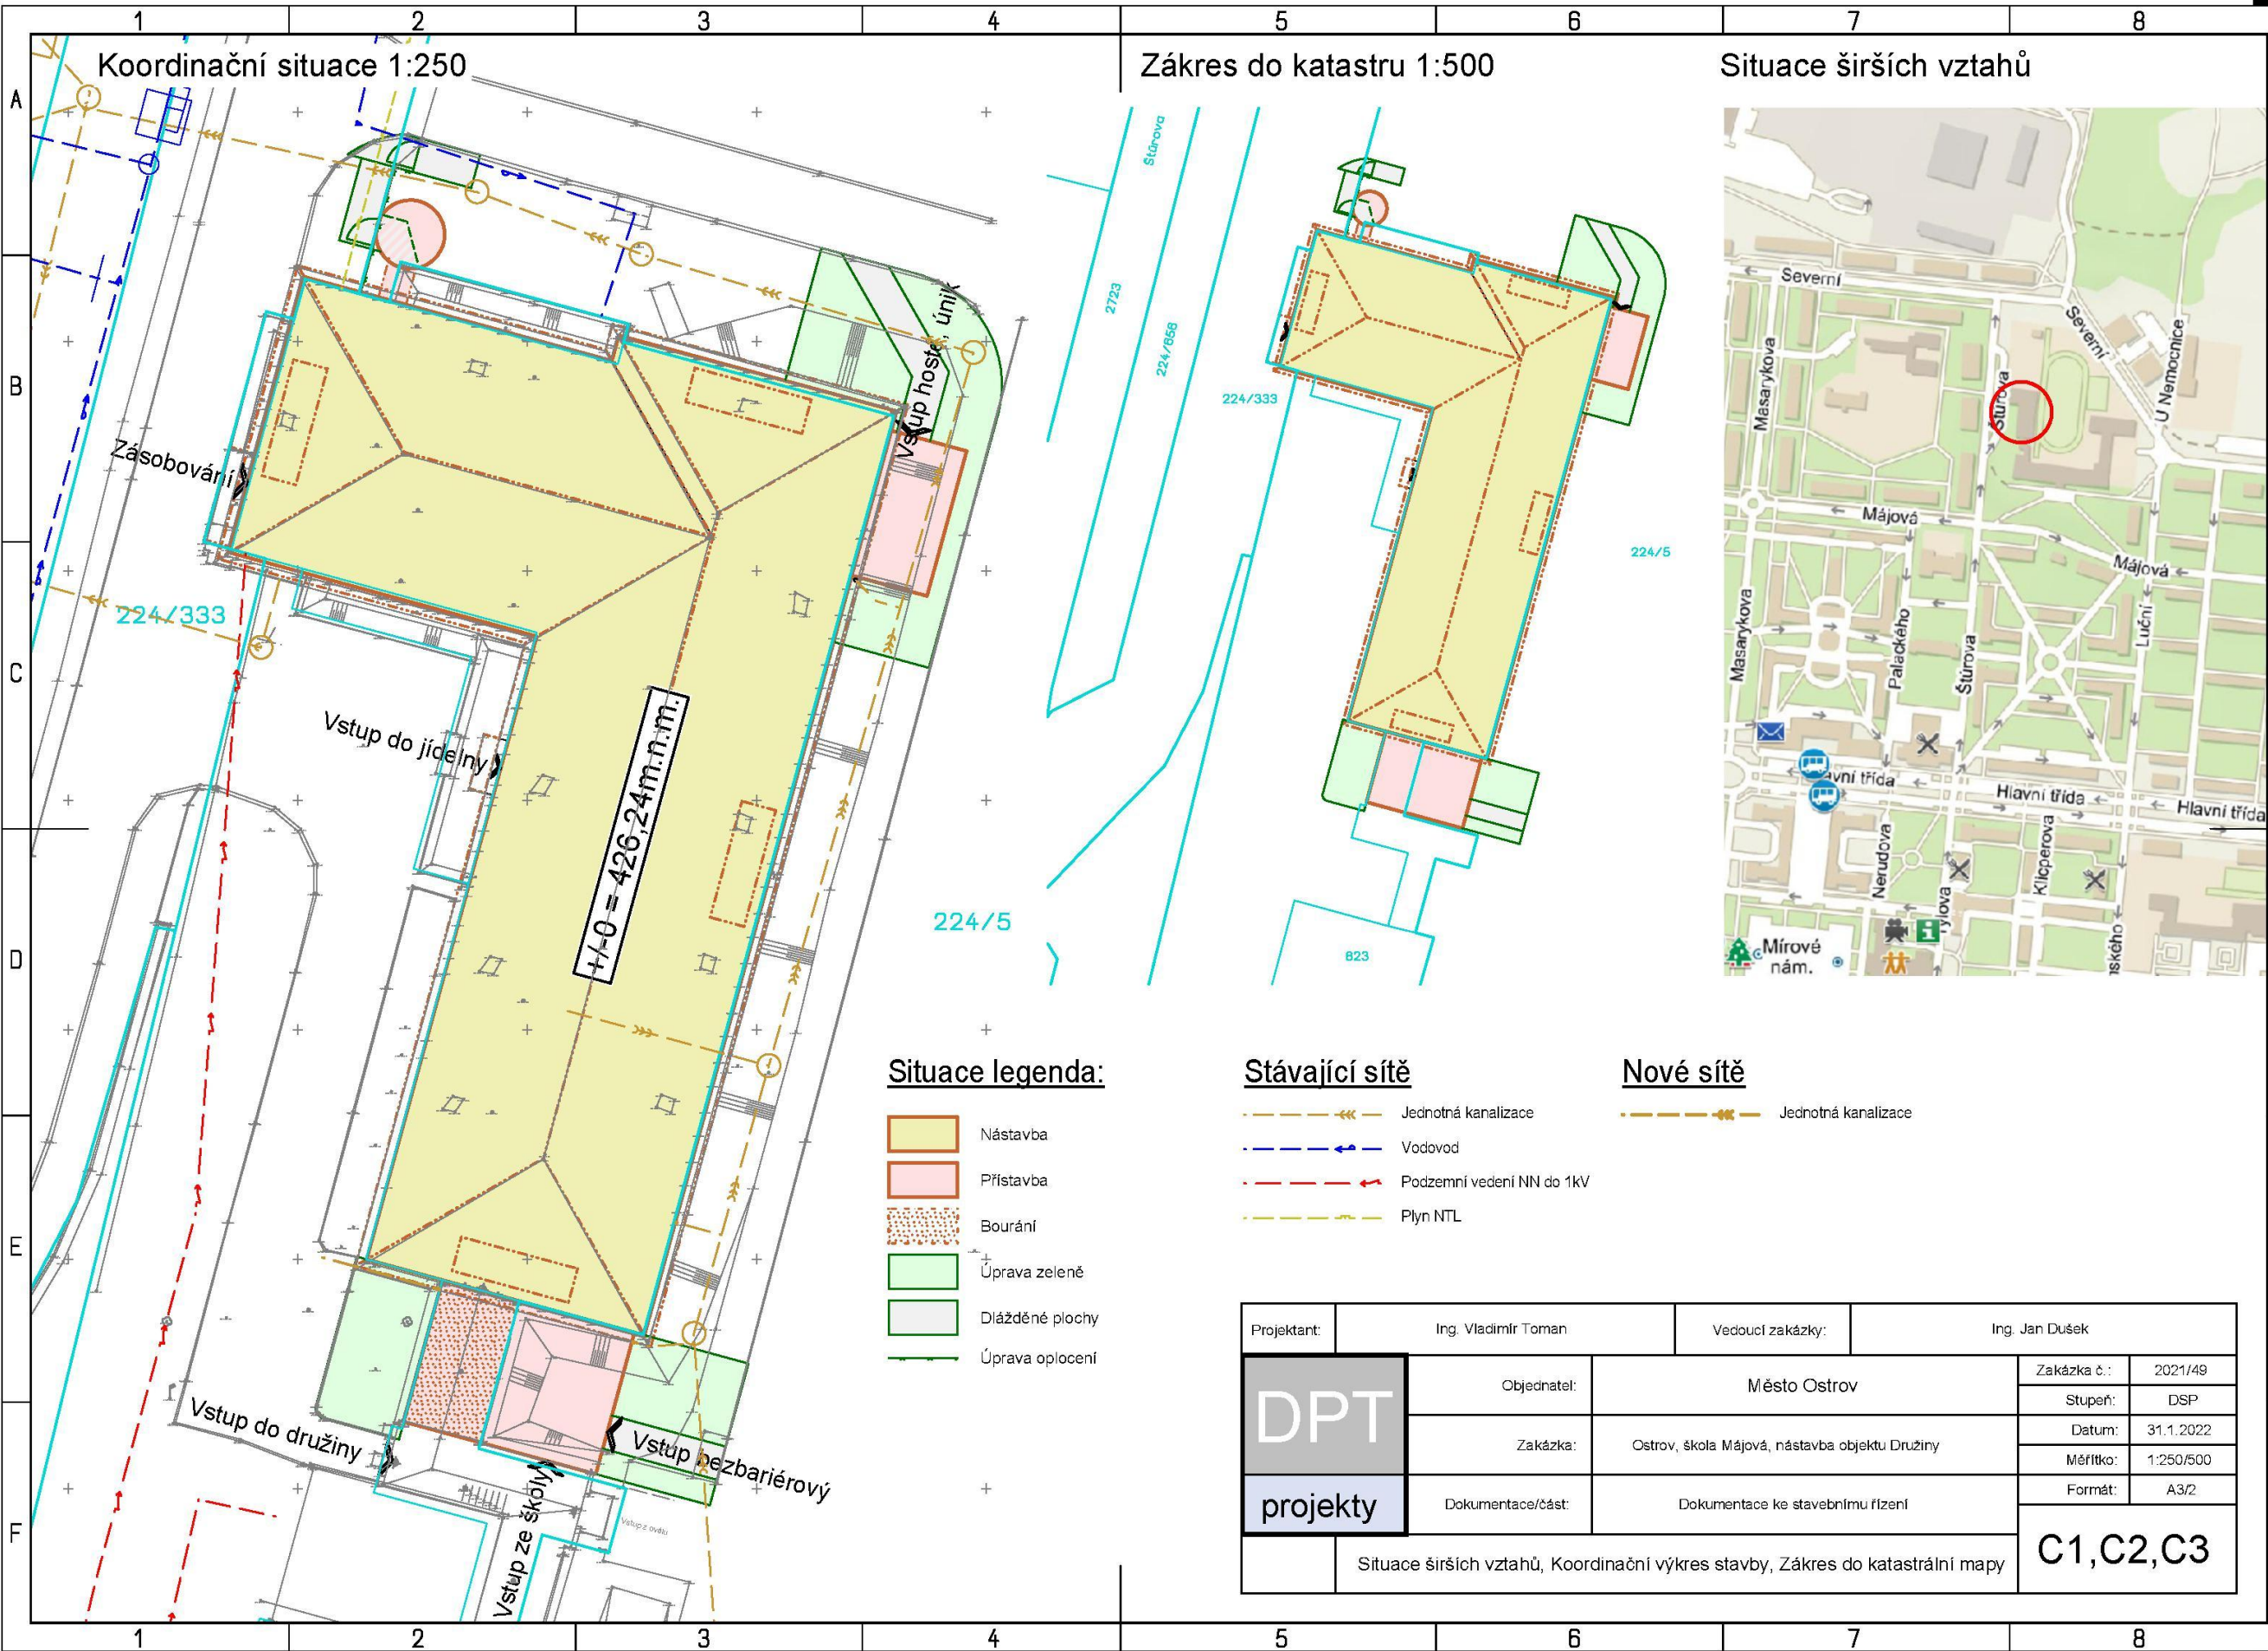 1 2 3 4 5 6 7 8
A
B
C
D
E
F
Koordinační situace 1:250
Zásobování
224/333
Vstup hosté, únik
Vstup do jídelny
+/-0 = 426,24m.n.m.
224/5
Vstup do družiny
Vstup ze školy
Vstup bezbariérový
Zákres do katastru 1:500
Štúrova
2723
224/658
224/333
224/5
823
Situace širších vztahů
Severní
Severní
Masarykova
Štúrova
U Nemocnice
Májová
Májová
Masarykova
Palackého
Štúrova
Luční
Hlavní třída
Hlavní třída
Nerudova
Klicperova
Mírové
nám.
Situace legenda:
Nástavba
Přístavba
Bourání
Úprava zeleně
Dlážděné plochy
Úprava oplocení
Stávající sítě
Jednotná kanalizace
Vodovod
Podzemní vedení NN do 1kV
Plyn NTL
Nové sítě
Jednotná kanalizace
Projektant: Ing. Vladimír Toman Vedoucí zakázky: Ing. Jan Dušek
DPT
projekty
Objednatel: Město Ostrov
Zakázka: Ostrov, škola Májová, nástavba objektu Družiny
Dokumentace/část: Dokumentace ke stavebnímu řízení
Zakázka č.: 2021/49
Stupeň: DSP
Datum: 31.1.2022
Měřítko: 1:250/500
Formát: A3/2
Situace širších vztahů, Koordinační výkres stavby, Zákres do katastrální mapy
C1,C2,C3
1 2 3 4 5 6 7 8